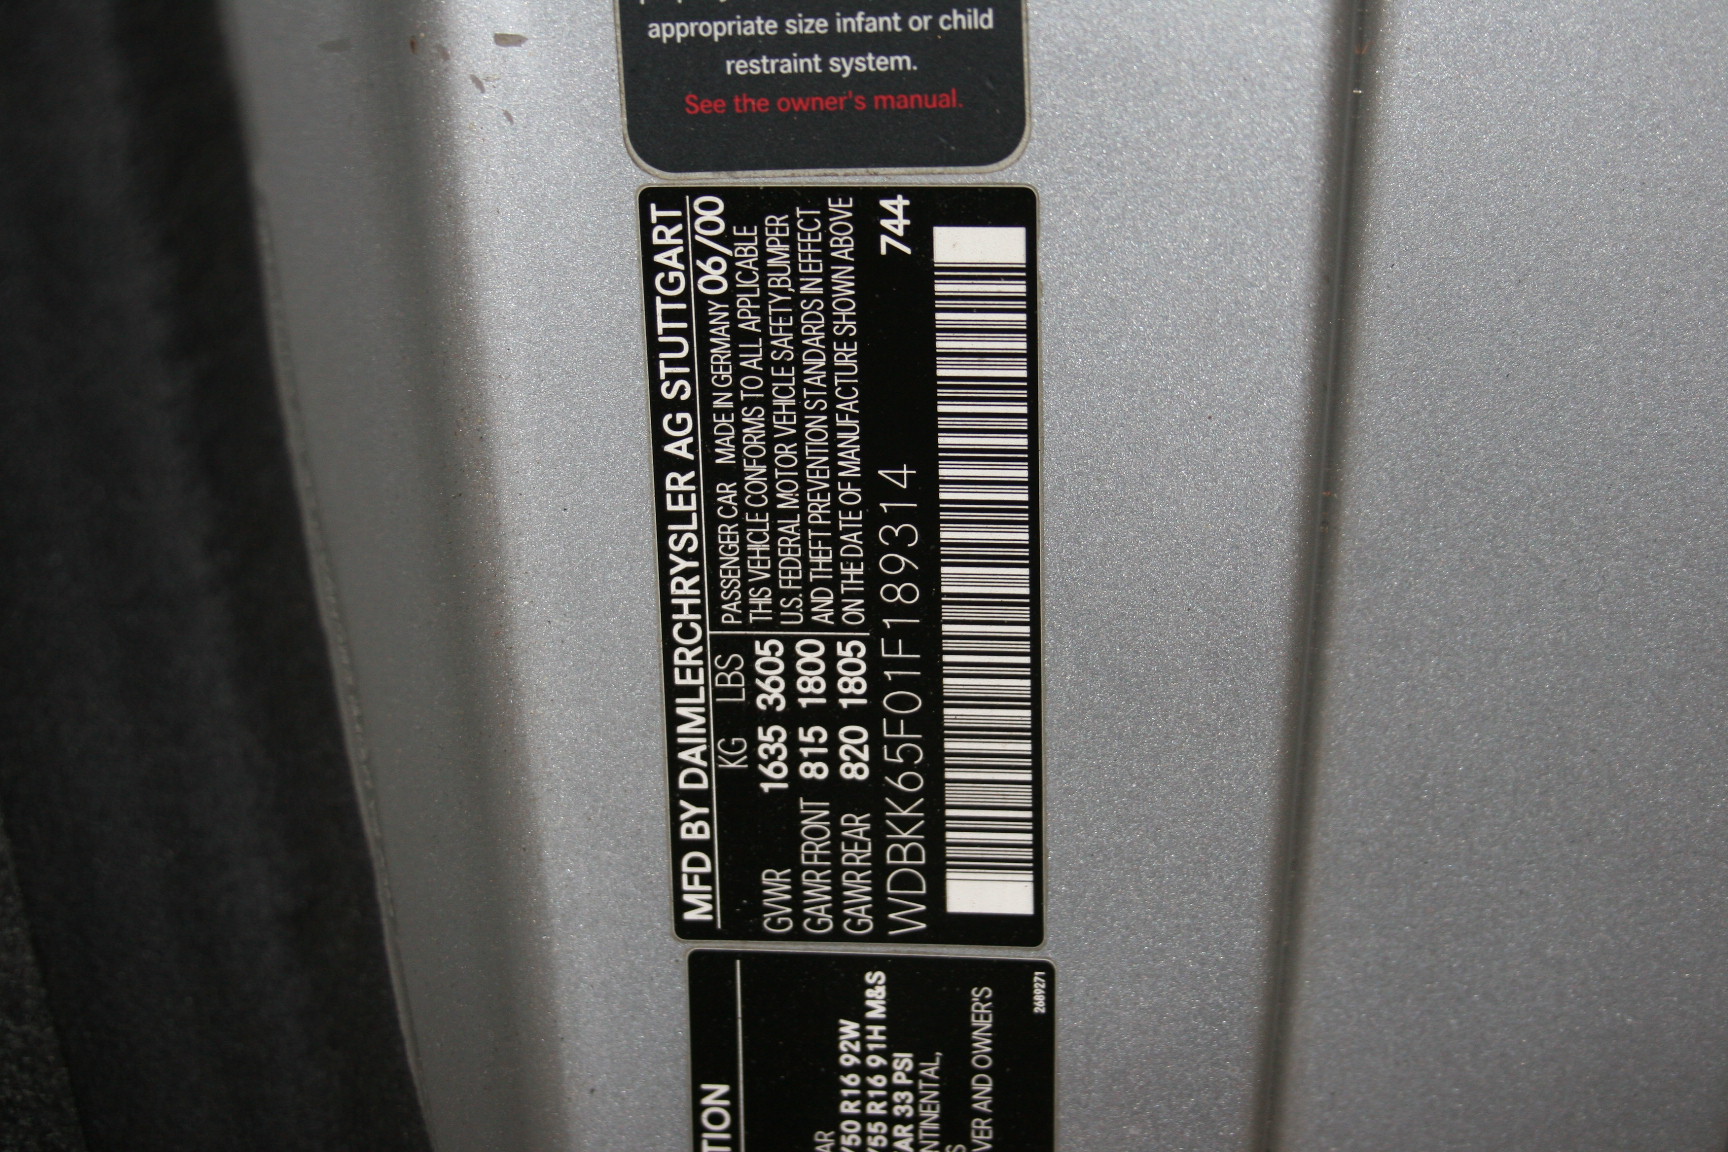 appropriate size infant or child
restraint system.
See the owner's manual.
MFD BY DAIMLERCHRYSLER AG STUTTGART
KG LBS
GVWR 1635 3605
GAWR FRONT 815 1800
GAWR REAR 820 1805
PASSENGER CAR MADE IN GERMANY 06/00
THIS VEHICLE CONFORMS TO ALL APPLICABLE
U.S. FEDERAL MOTOR VEHICLE SAFETY,BUMPER
AND THEFT PREVENTION STANDARDS IN EFFECT
ON THE DATE OF MANUFACTURE SHOWN ABOVE
WDBKK65F01F189314 744
/50 R16 92W
/55 R16 91H M&S
33 PSI
AND OWNER'S
2689271